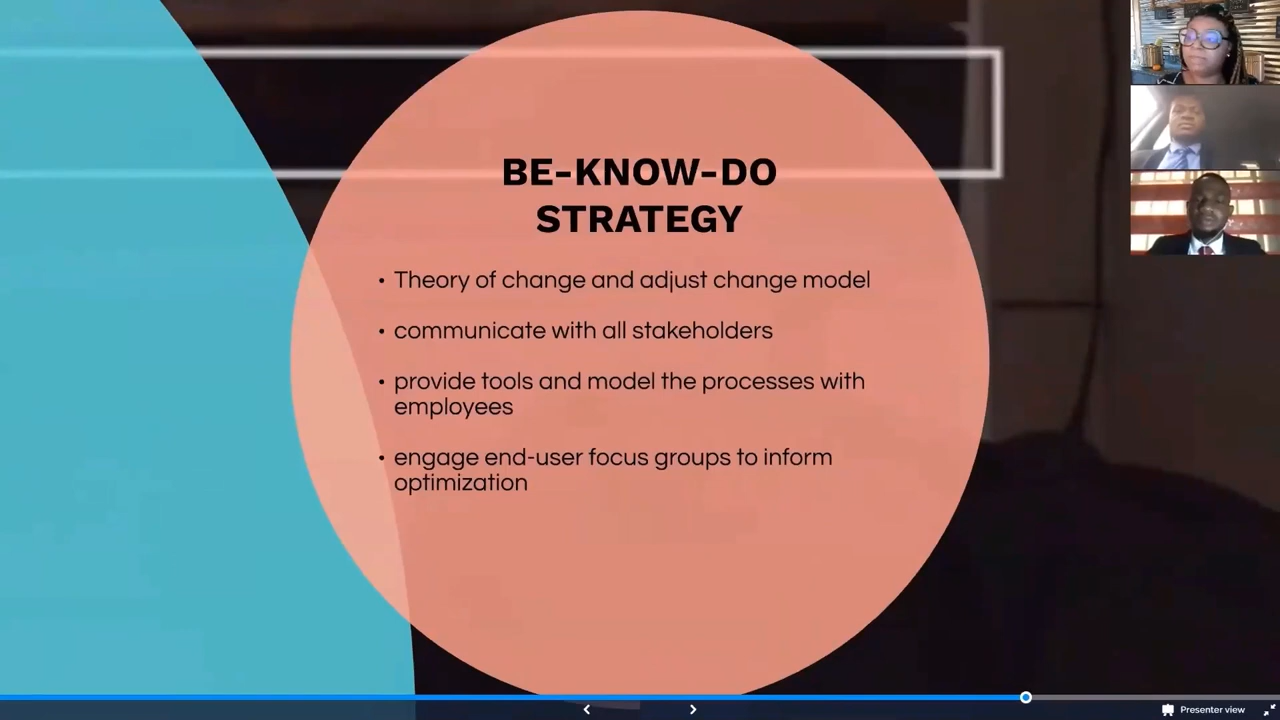 BE-KNOW-DO
STRATEGY
• Theory of change and adjust change model
• communicate with all stakeholders
• provide tools and model the processes with
employees
• engage end-user focus groups to inform
optimization
Presenter view